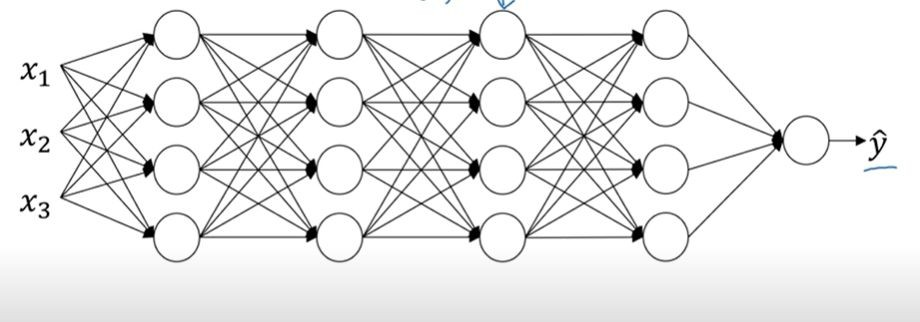 x₁
x₂
x₃
ŷ